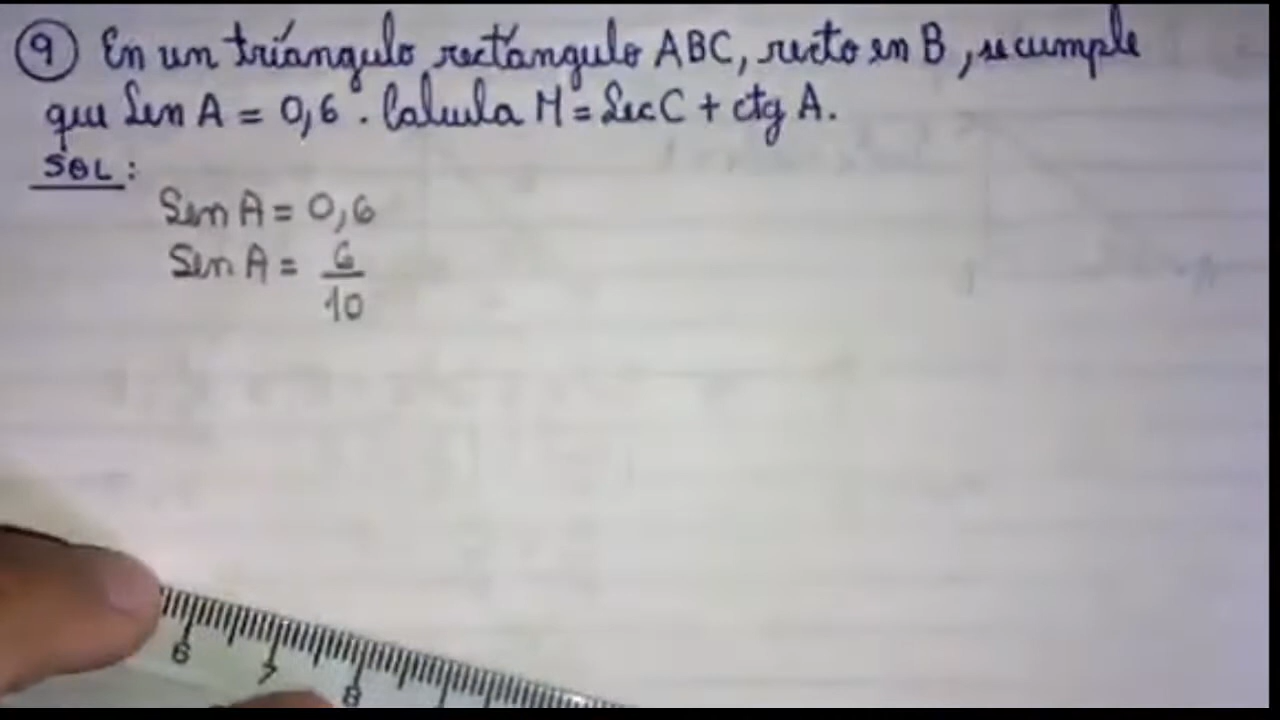 9 En un triángulo rectángulo ABC, recto en B, se cumple
que Sen A = 0,6. Calcula M = Sec C + ctg A.
SOL:
Sen A = 0,6
Sen A = 6/10
6 7 8